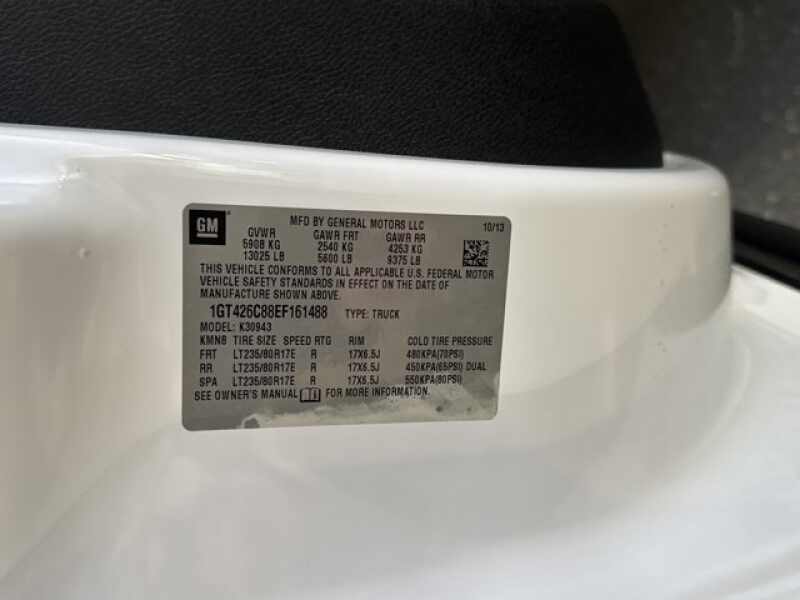 GM
MFD BY GENERAL MOTORS LLC 10/13
GVWR GAWR FRT GAWR RR
5908 KG 2540 KG 4253 KG
13025 LB 5600 LB 9375 LB
THIS VEHICLE CONFORMS TO ALL APPLICABLE U.S. FEDERAL MOTOR
VEHICLE SAFETY STANDARDS IN EFFECT ON THE DATE OF
MANUFACTURE SHOWN ABOVE.
1GT426C88EF161488 TYPE: TRUCK
MODEL: K30943
KMNB TIRE SIZE SPEED RTG RIM COLD TIRE PRESSURE
FRT LT235/80R17E R 17X6.5J 480KPA(70PSI)
RR LT235/80R17E R 17X6.5J 450KPA(65PSI) DUAL
SPA LT235/80R17E R 17X6.5J 550KPA(80PSI)
SEE OWNER'S MANUAL FOR MORE INFORMATION.